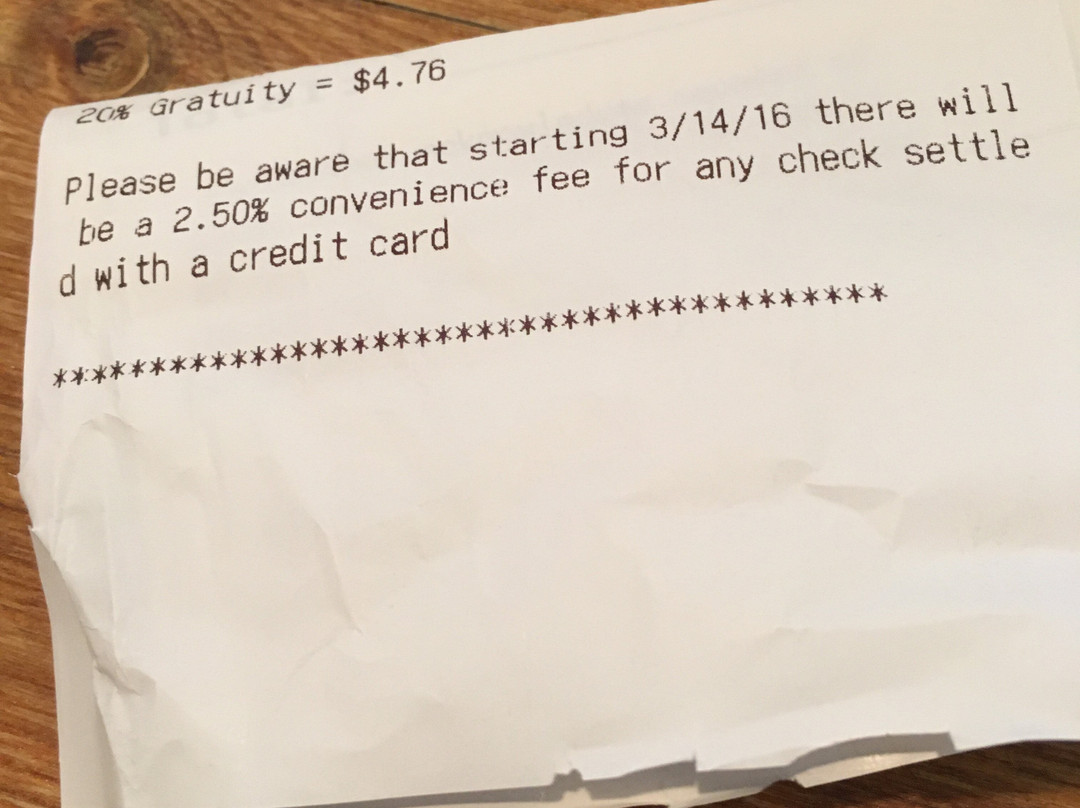 20% Gratuity = $4.76
Please be aware that starting 3/14/16 there will
be a 2.50% convenience fee for any check settle
d with a credit card
****************************************